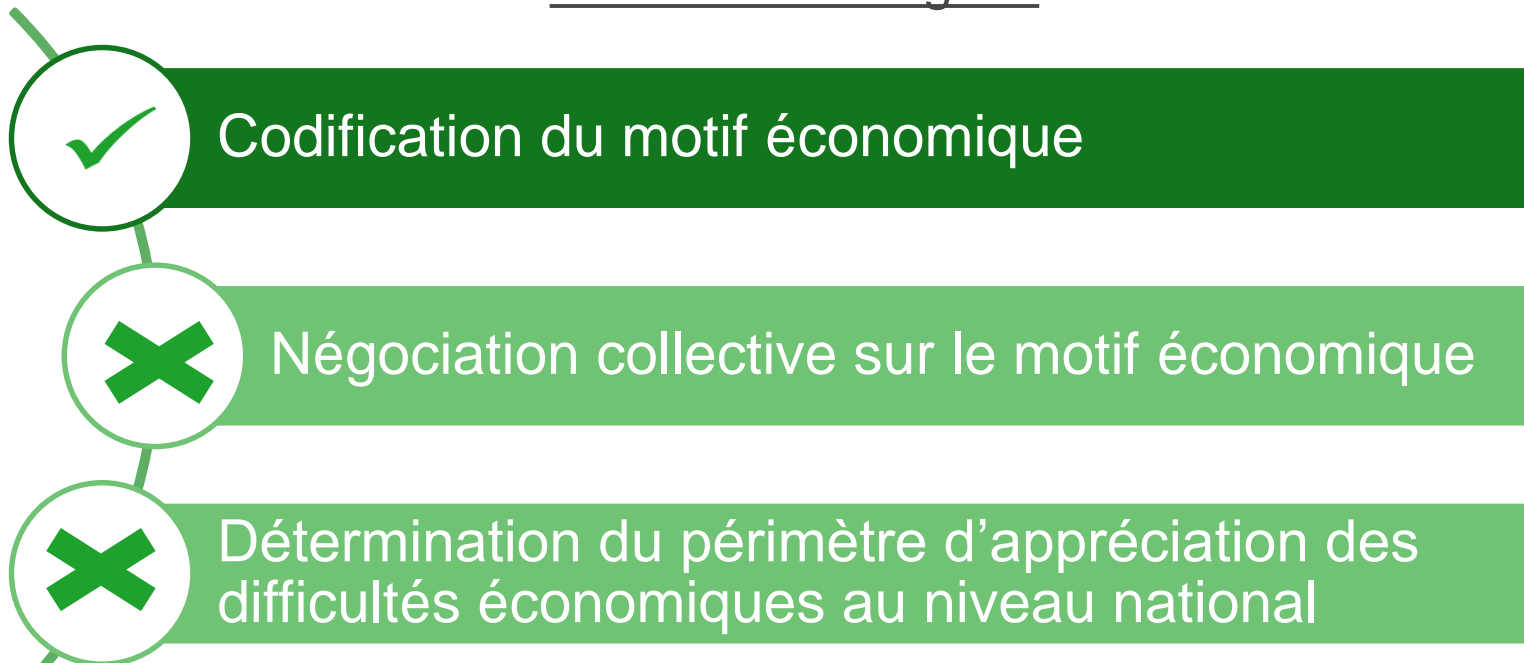 Codification du motif économique
Négociation collective sur le motif économique
Détermination du périmètre d’appréciation des
difficultés économiques au niveau national